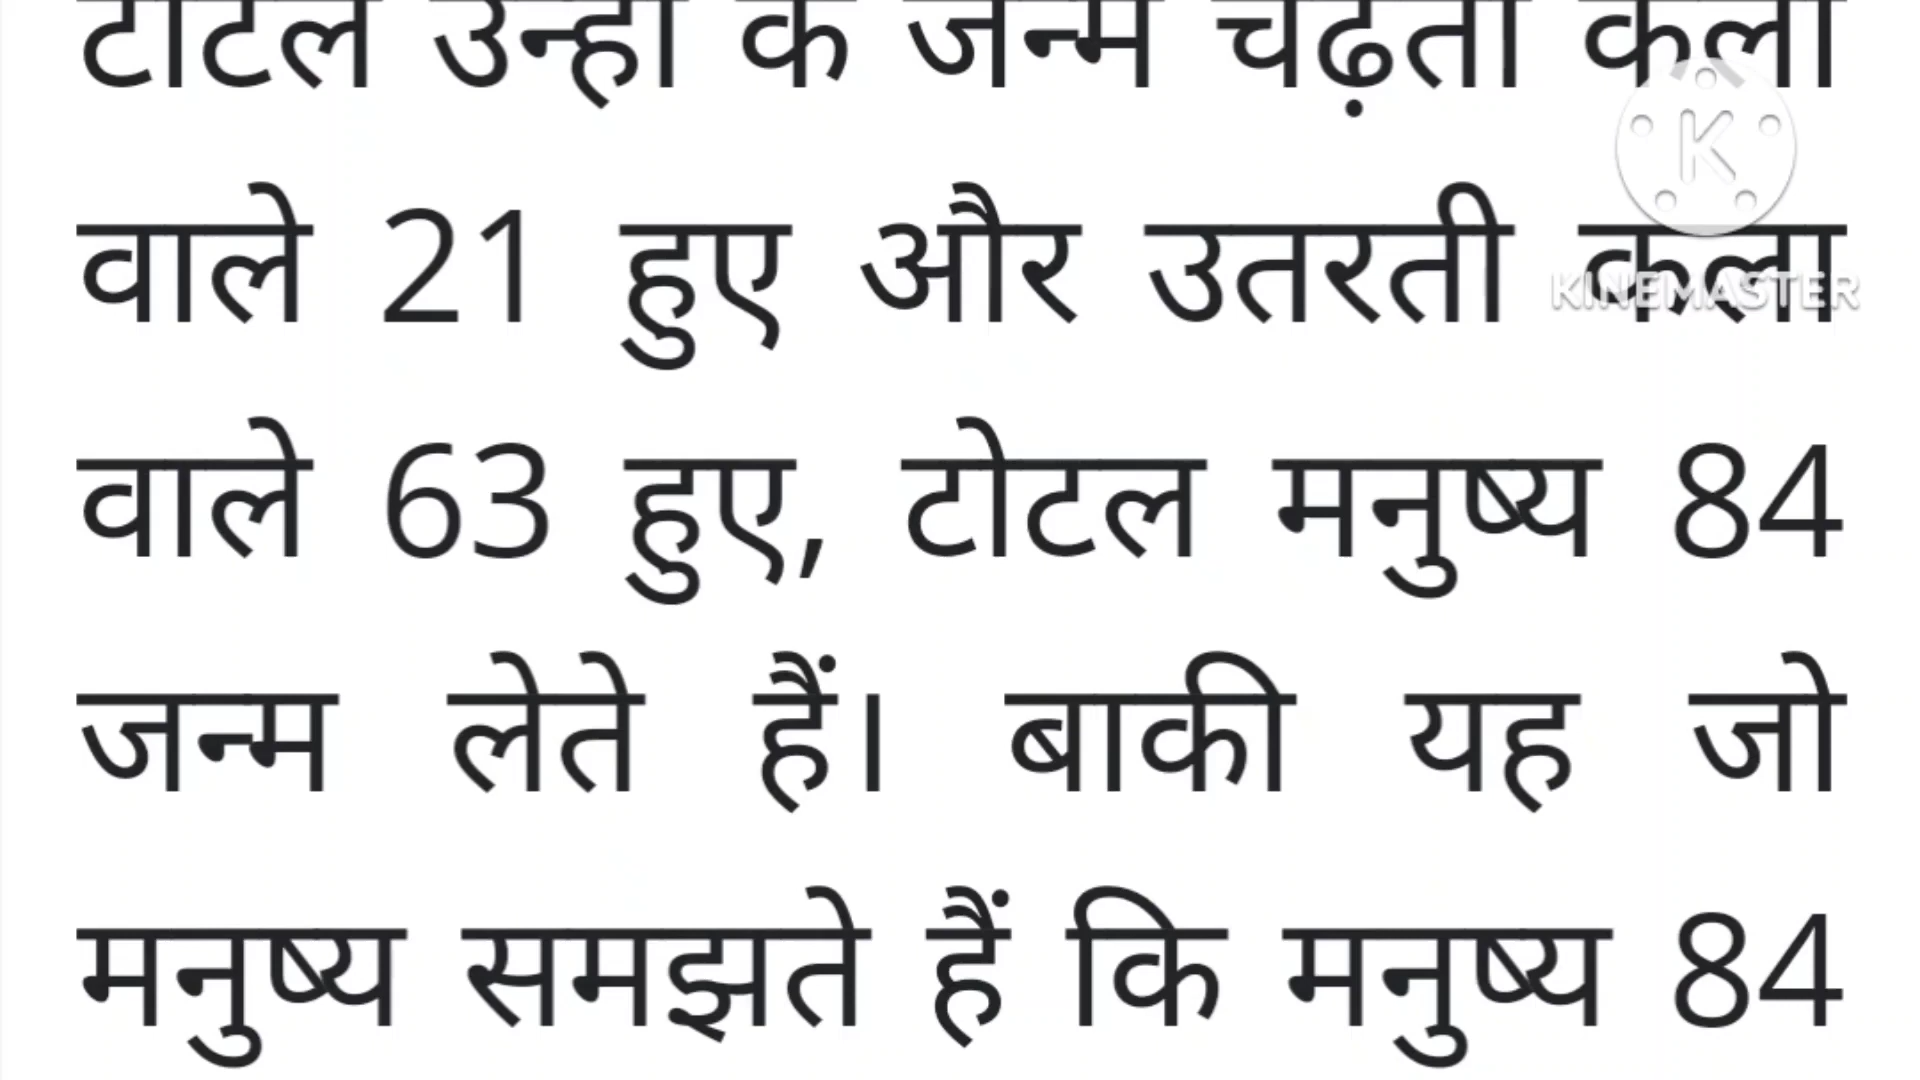 टोटल उन्हों के जन्म चढ़ती कला
वाले 21 हुए और उतरती कला
वाले 63 हुए, टोटल मनुष्य 84
जन्म लेते हैं। बाकी यह जो
मनुष्य समझते हैं कि मनुष्य 84
K
KINEMASTER